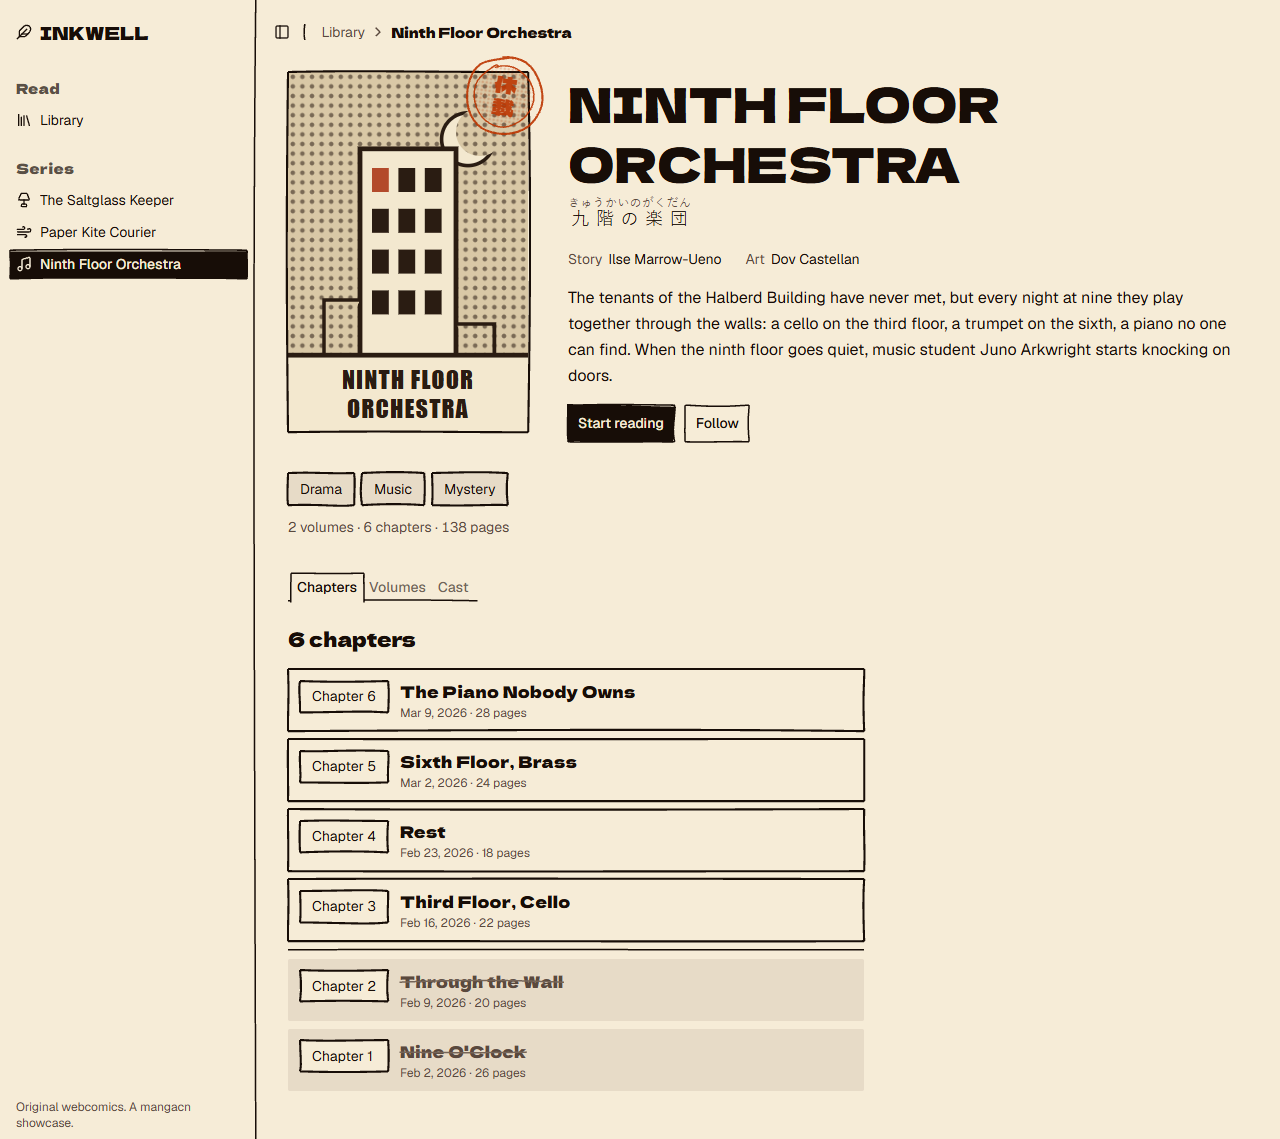 INKWELL
Read
Library
Series
The Saltglass Keeper
Paper Kite Courier
Ninth Floor Orchestra
Original webcomics. A mangacn
showcase.
Library > Ninth Floor Orchestra
連
載
NINTH FLOOR
ORCHESTRA
NINTH FLOOR
ORCHESTRA
きゅうかいのがくだん
九階の楽団
Story Ilse Marrow-Ueno Art Dov Castellan
The tenants of the Halberd Building have never met, but every night at nine they play
together through the walls: a cello on the third floor, a trumpet on the sixth, a piano no one
can find. When the ninth floor goes quiet, music student Juno Arkwright starts knocking on
doors.
Start reading Follow
Drama Music Mystery
2 volumes · 6 chapters · 138 pages
Chapters Volumes Cast
6 chapters
Chapter 6 The Piano Nobody Owns
Mar 9, 2026 · 28 pages
Chapter 5 Sixth Floor, Brass
Mar 2, 2026 · 24 pages
Chapter 4 Rest
Feb 23, 2026 · 18 pages
Chapter 3 Third Floor, Cello
Feb 16, 2026 · 22 pages
Chapter 2 Through the Wall
Feb 9, 2026 · 20 pages
Chapter 1 Nine O'Clock
Feb 2, 2026 · 26 pages